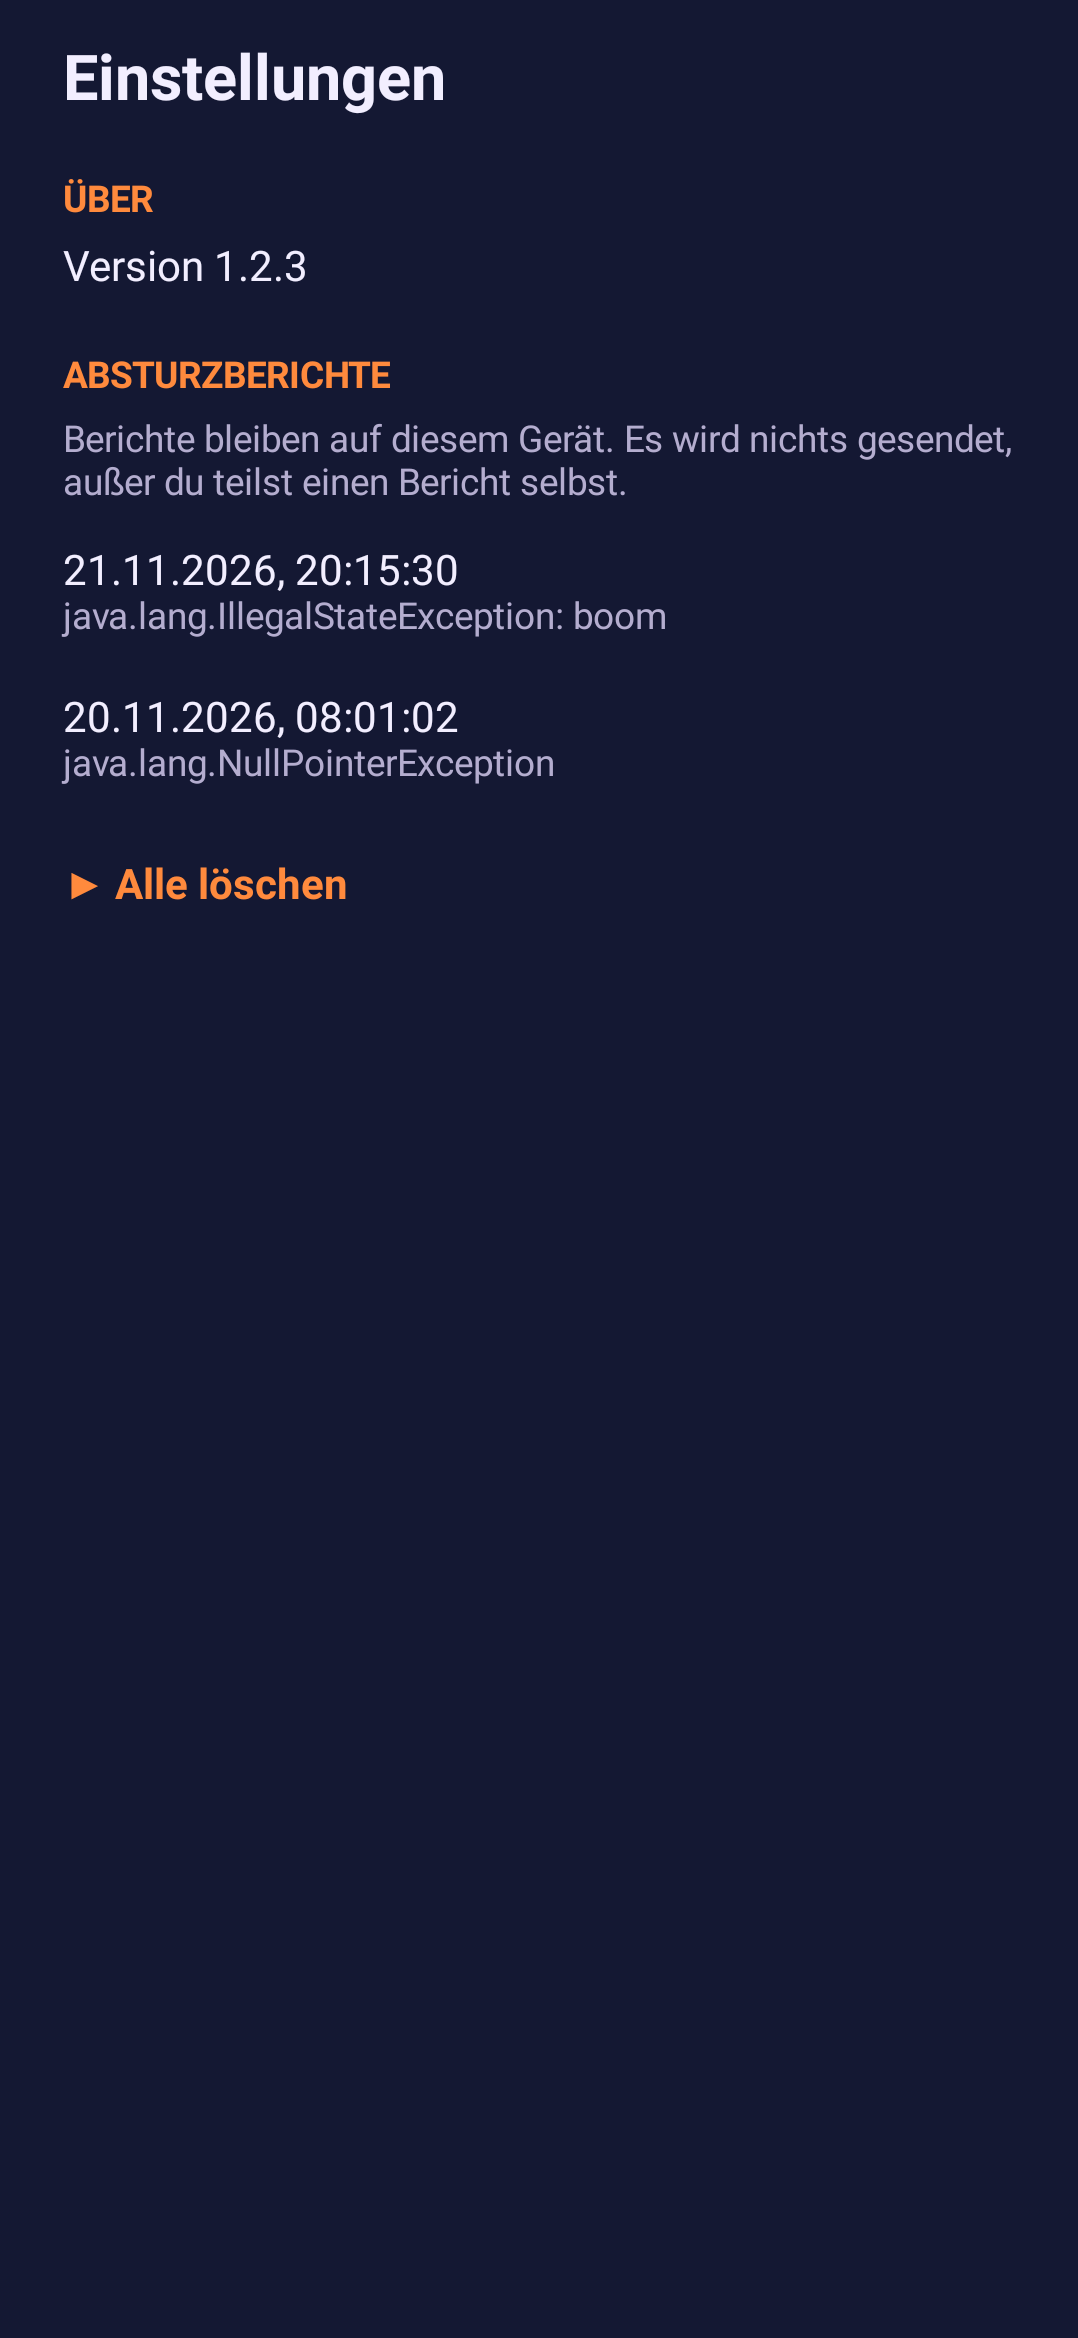 Einstellungen
ÜBER
Version 1.2.3
ABSTURZBERICHTE
Berichte bleiben auf diesem Gerät. Es wird nichts gesendet,
außer du teilst einen Bericht selbst.
21.11.2026, 20:15:30
java.lang.IllegalStateException: boom
20.11.2026, 08:01:02
java.lang.NullPointerException
► Alle löschen